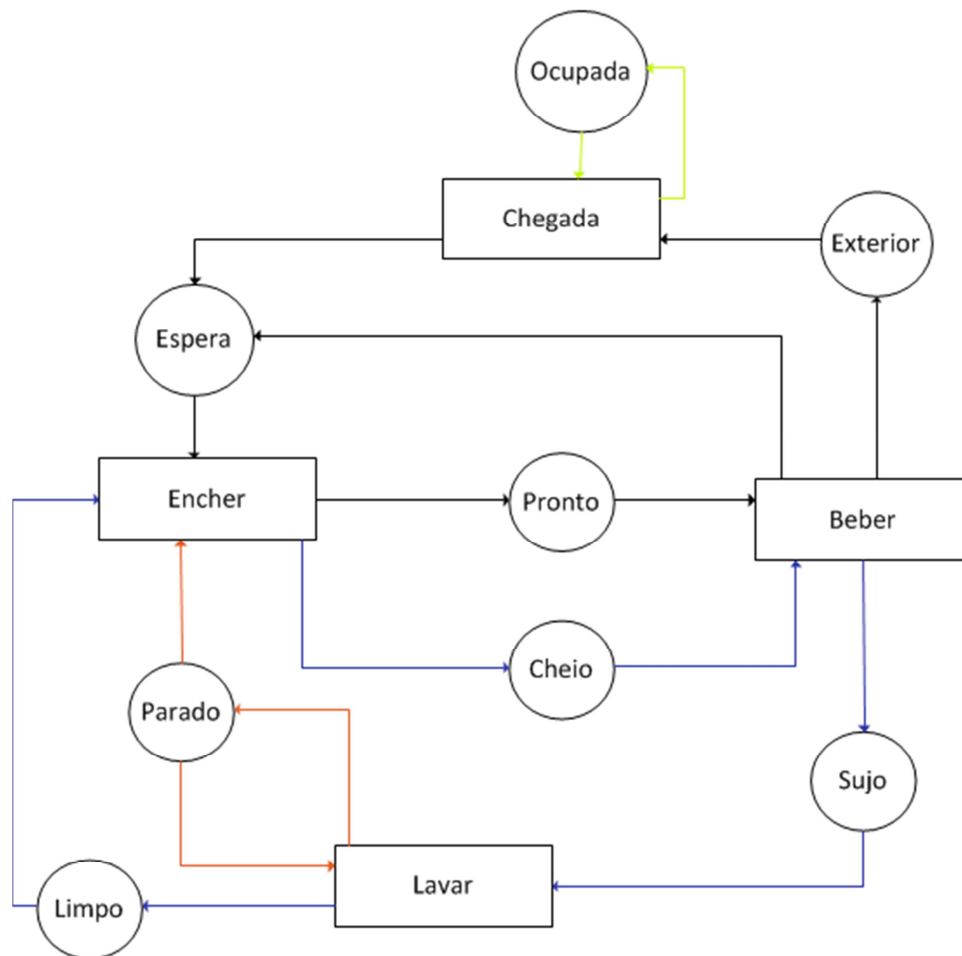 Ocupada
Chegada
Exterior
Espera
Encher
Pronto
Beber
Cheio
Parado
Sujo
Lavar
Limpo